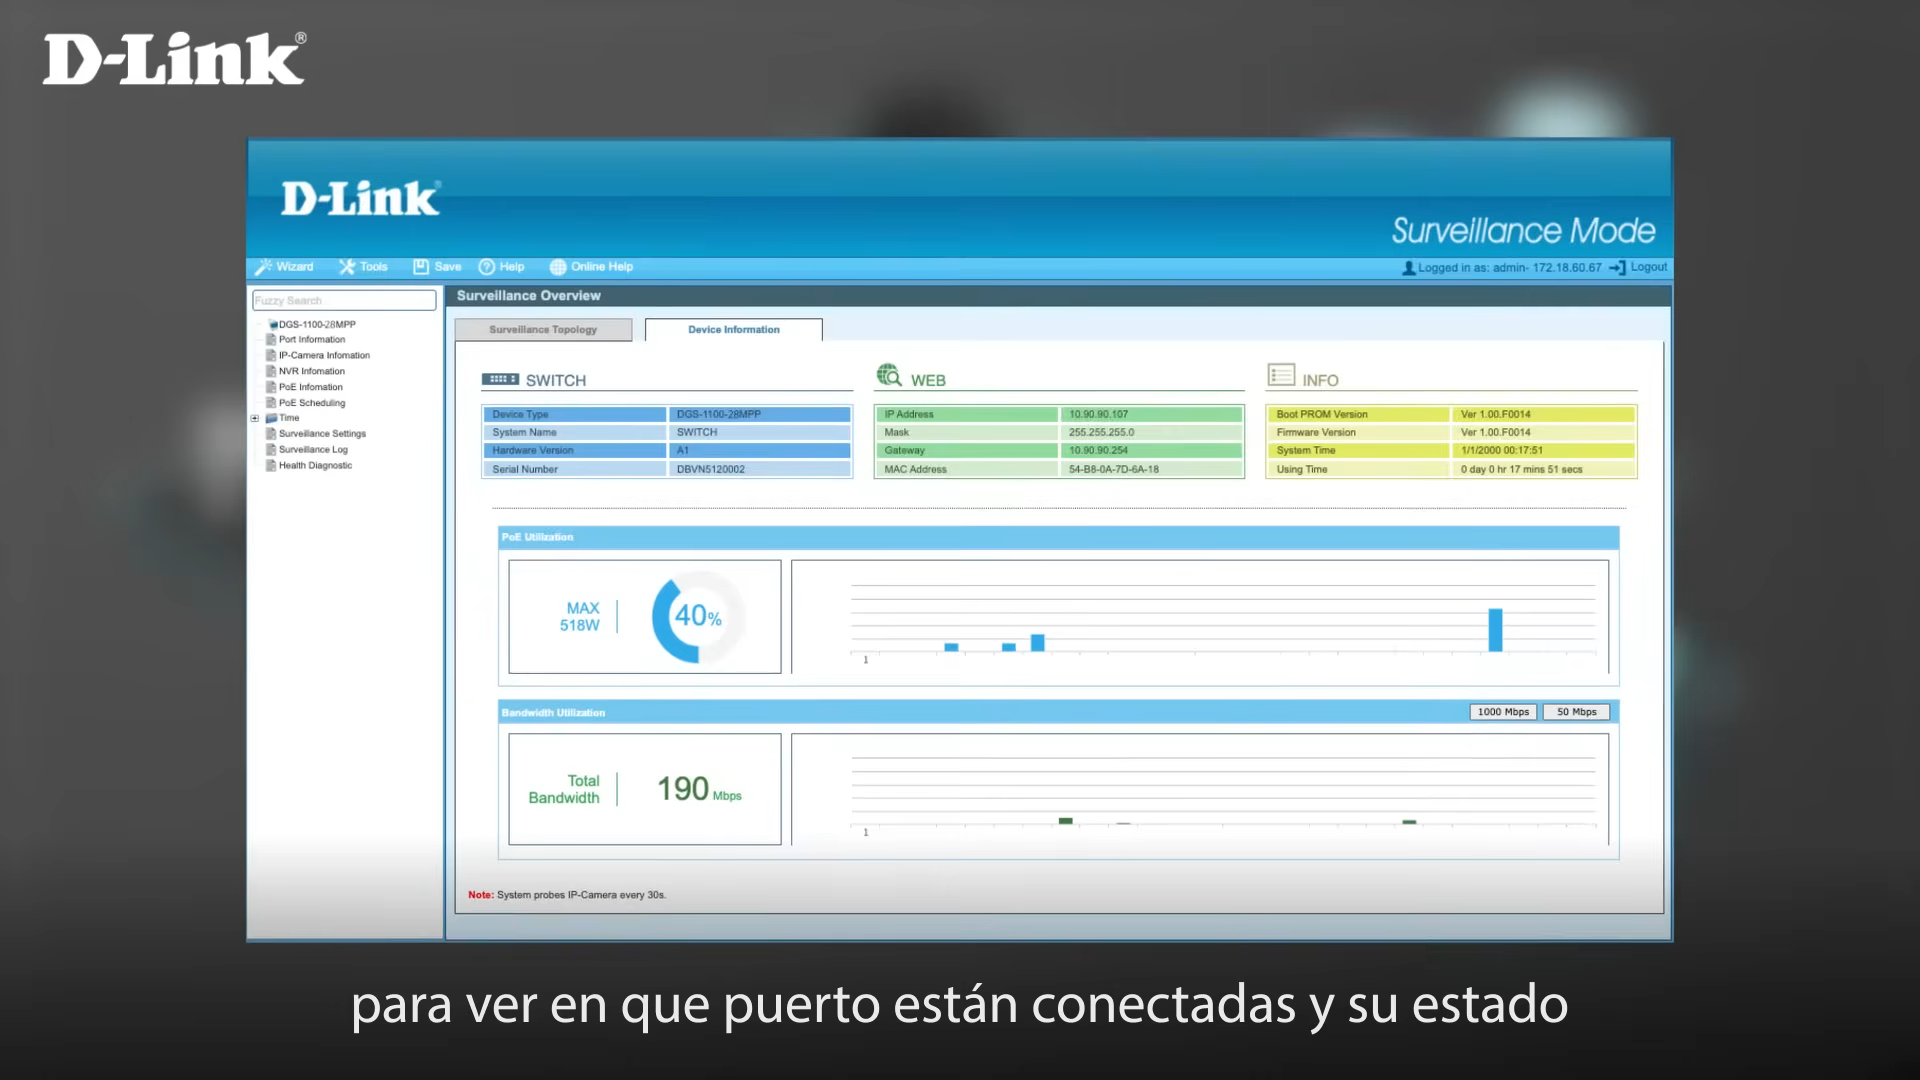 D-Link®
D-Link
Surveillance Mode
Wizard Tools Save Help Online Help
Logged in as: admin- 172.18.60.67 Logout
Fuzzy Search
DGS-1100-28MPP
Port Information
IP-Camera Infomation
NVR Infomation
PoE Infomation
PoE Scheduling
Time
Surveillance Settings
Surveillance Log
Health Diagnostic
Surveillance Overview
Surveillance Topology
Device Information
SWITCH
Device Type DGS-1100-28MPP
System Name SWITCH
Hardware Version A1
Serial Number DBVN5120002
WEB
IP Address 10.90.90.107
Mask 255.255.255.0
Gateway 10.90.90.254
MAC Address 54-B8-0A-7D-6A-18
INFO
Boot PROM Version Ver 1.00.F0014
Firmware Version Ver 1.00.F0014
System Time 1/1/2000 00:17:51
Using Time 0 day 0 hr 17 mins 51 secs
PoE Utilization
MAX
518W
40%
1
Bandwidth Utilization
1000 Mbps
50 Mbps
Total
Bandwidth
190 Mbps
1
Note: System probes IP-Camera every 30s.
para ver en que puerto están conectadas y su estado